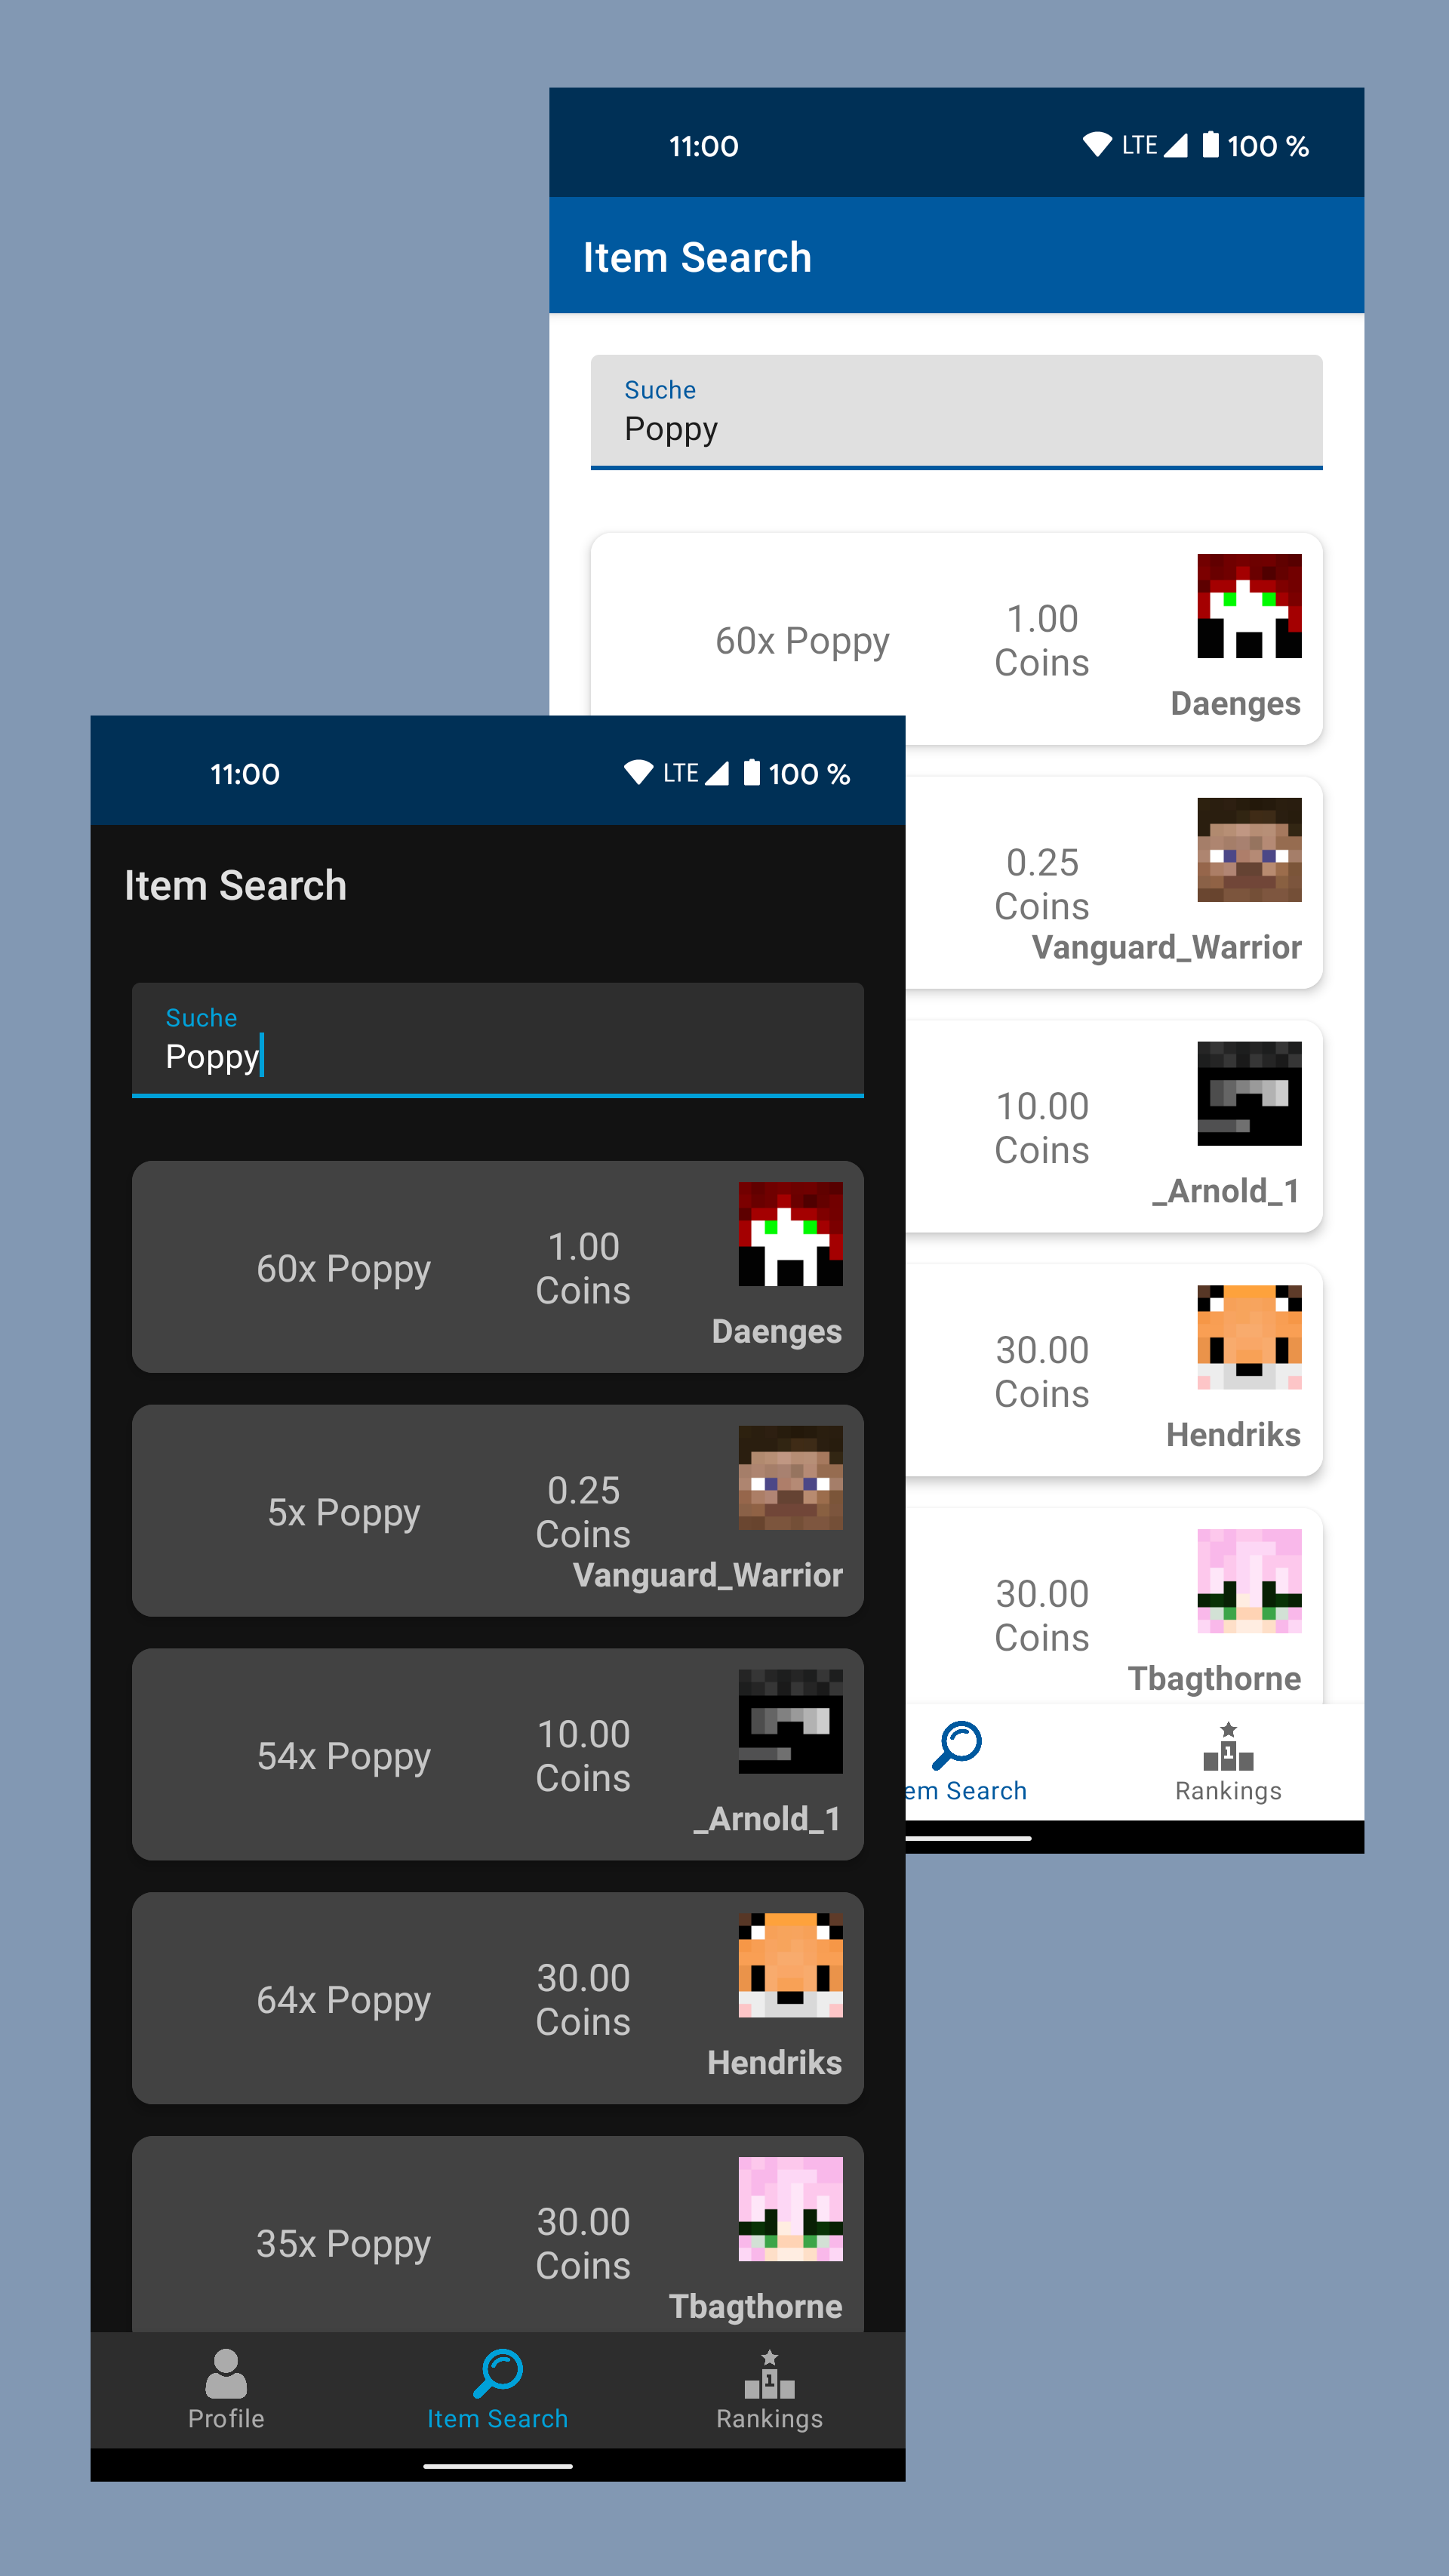 11:00 LTE 100 %
Item Search
Suche
Poppy
60x Poppy
1.00
Coins
Daenges
0.25
Coins
Vanguard_Warrior
10.00
Coins
_Arnold_1
30.00
Coins
Hendriks
30.00
Coins
Tbagthorne
em Search
1
Rankings
11:00 LTE 100 %
Item Search
Suche
Poppy
60x Poppy
1.00
Coins
Daenges
5x Poppy
0.25
Coins
Vanguard_Warrior
54x Poppy
10.00
Coins
_Arnold_1
64x Poppy
30.00
Coins
Hendriks
35x Poppy
30.00
Coins
Tbagthorne
1
Profile Item Search Rankings